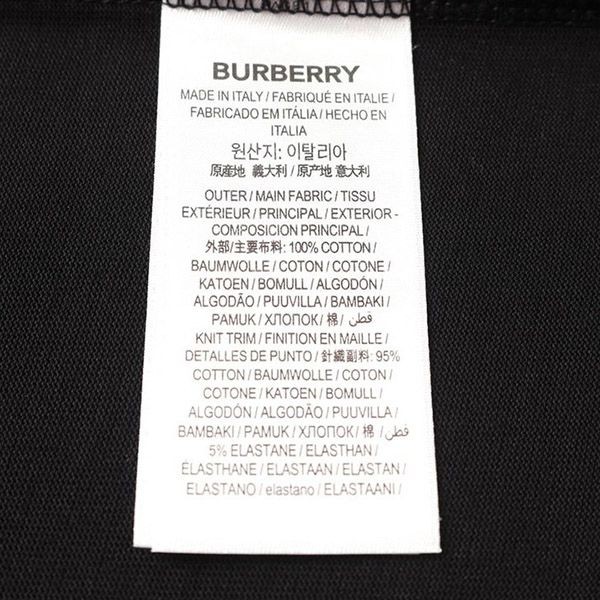 BURBERRY
MADE IN ITALY / FABRIQUÉ EN ITALIE /
FABRICADO EM ITÁLIA / HECHO EN
ITALIA
원산지: 이탈리아
原産地 義大利 / 原产地 意大利
OUTER / MAIN FABRIC / TISSU
EXTÉRIEUR / PRINCIPAL / EXTERIOR -
COMPOSICION PRINCIPAL /
外部/主要布料: 100% COTTON /
BAUMWOLLE / COTON / COTONE /
KATOEN / BOMULL / ALGODÓN /
ALGODÃO / PUUVILLA / BAMBAKI /
PAMUK / ХЛОПОК / 棉 / قطن /
KNIT TRIM / FINITION EN MAILLE /
DETALLES DE PUNTO / 針織副料: 95%
COTTON / BAUMWOLLE / COTON /
COTONE / KATOEN / BOMULL /
ALGODÓN / ALGODÃO / PUUVILLA /
BAMBAKI / PAMUK / ХЛОПОК / 棉 / قطن /
5% ELASTANE / ELASTHAN /
ÉLASTHANE / ELASTAAN / ELASTAN /
ELASTANO / elastano / ELASTAANI /